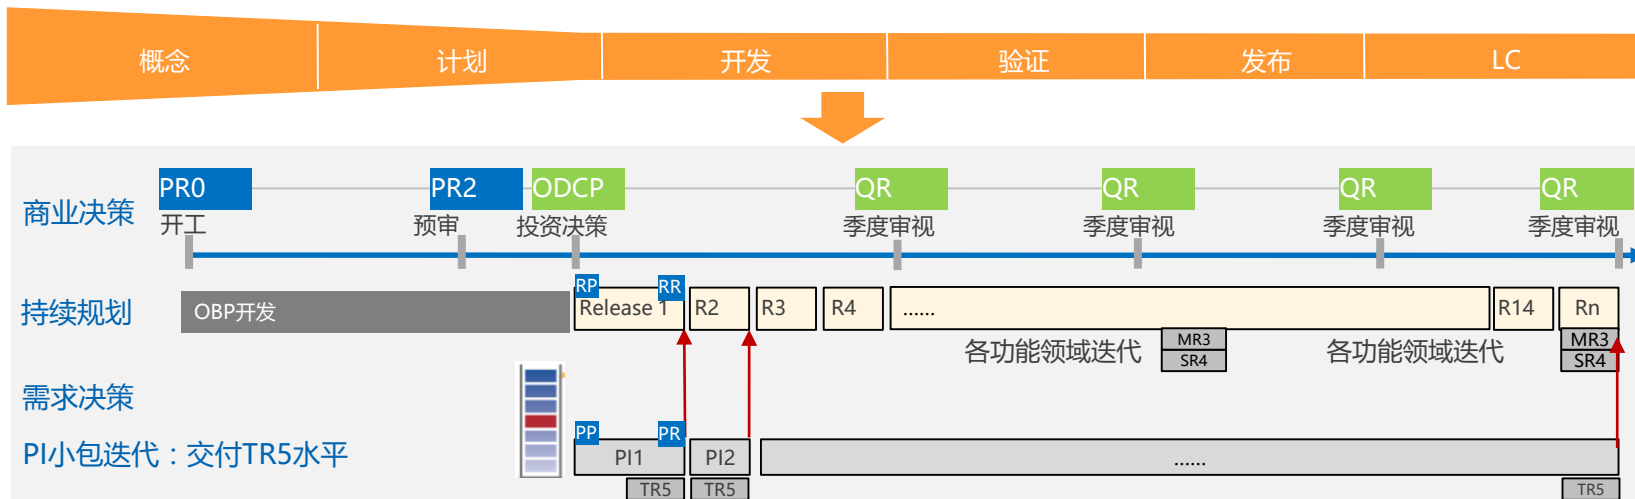 概念
计划
开发
验证
发布
LC
商业决策
PR0
PR2
ODCP
QR
QR
QR
QR
开工
预审
投资决策
季度审视
季度审视
季度审视
季度审视
持续规划
OBP开发
RP
RR
Release 1
R2
R3
R4
......
R14
Rn
各功能领域迭代
MR3
SR4
各功能领域迭代
MR3
SR4
需求决策
PI小包迭代：交付TR5水平
PP
PR
PI1
PI2
......
TR5
TR5
TR5